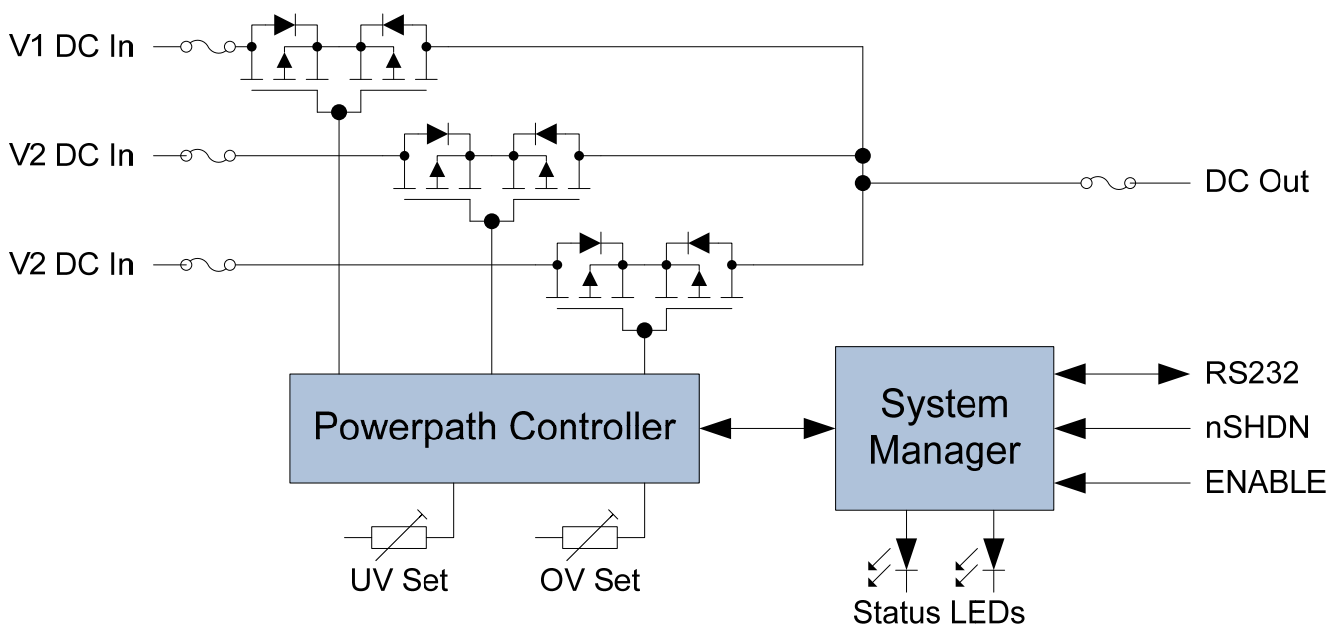 V1 DC In
V2 DC In
DC Out
V2 DC In
Powerpath Controller
System
Manager
RS232
nSHDN
ENABLE
UV Set
OV Set
Status LEDs